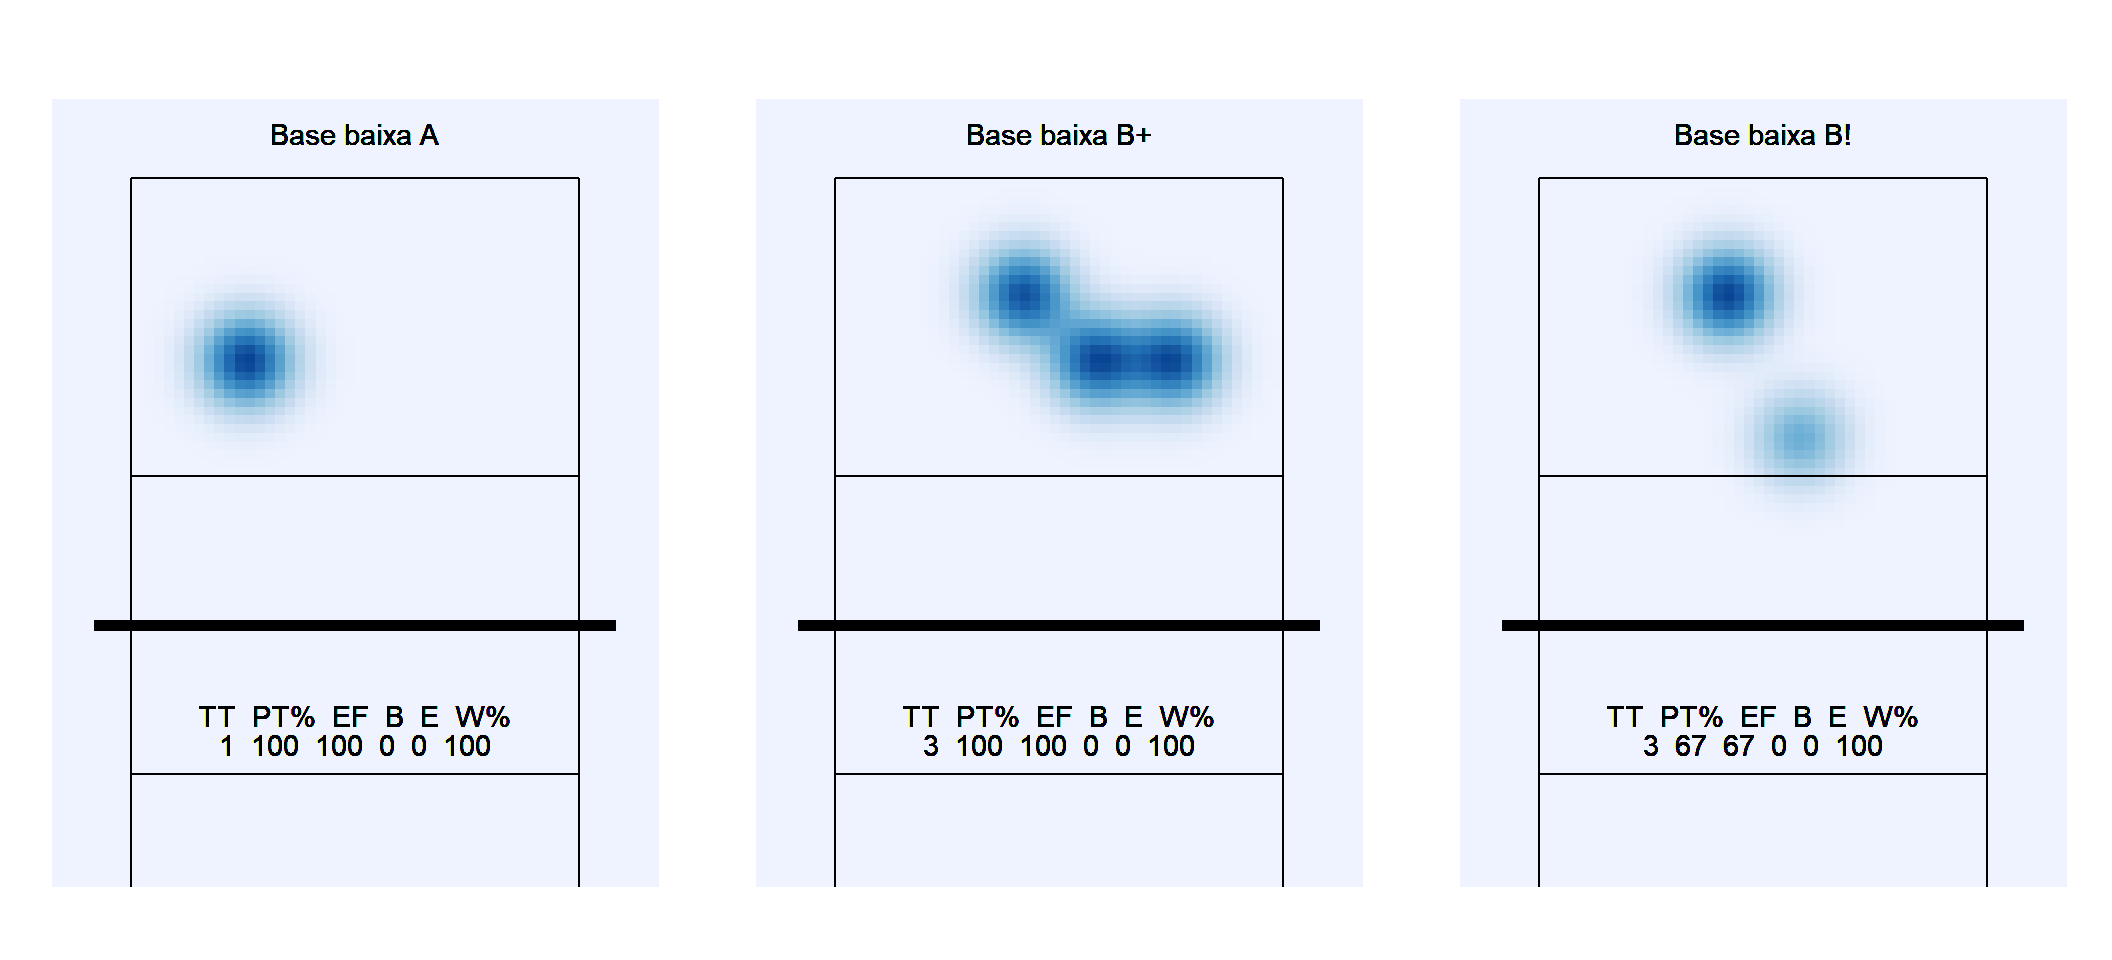 Base baixa A
TT PT% EF B E W%
1 100 100 0 0 100
Base baixa B+
TT PT% EF B E W%
3 100 100 0 0 100
Base baixa B!
TT PT% EF B E W%
3 67 67 0 0 100